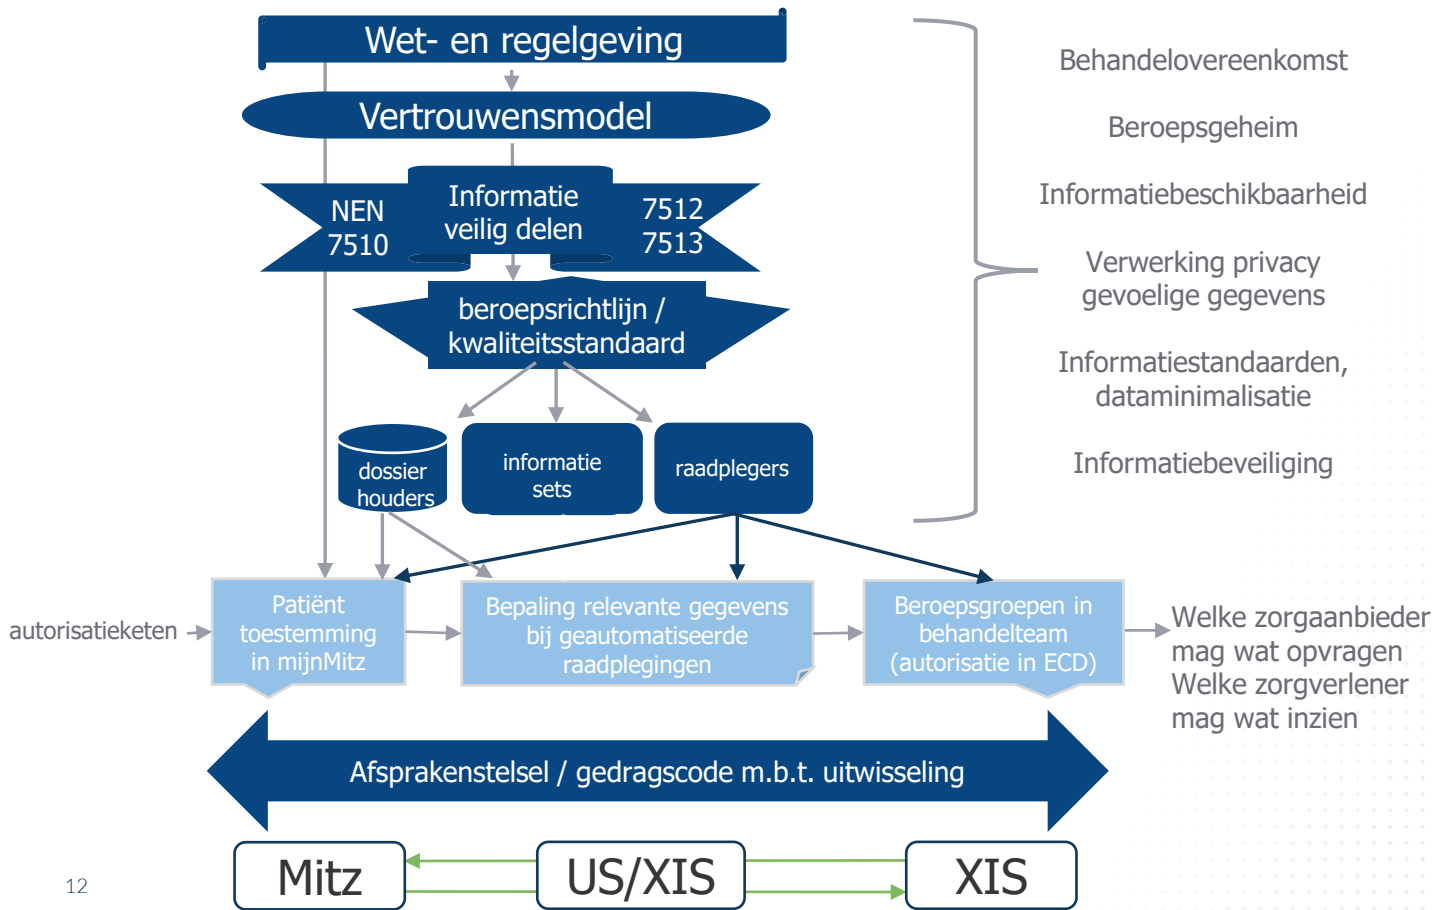 Wet- en regelgeving
Vertrouwensmodel
NEN
7510
Informatie
veilig delen
7512
7513
beroepsrichtlijn /
kwaliteitsstandaard
dossier
houders
informatie
sets
raadplegers
Behandelovereenkomst
Beroepsgeheim
Informatiebeschikbaarheid
Verwerking privacy
gevoelige gegevens
Informatiestandaarden,
dataminimalisatie
Informatiebeveiliging
autorisatieketen
Patiënt
toestemming
in mijnMitz
Bepaling relevante gegevens
bij geautomatiseerde
raadplegingen
Beroepsgroepen in
behandelteam
(autorisatie in ECD)
Welke zorgaanbieder
mag wat opvragen
Welke zorgverlener
mag wat inzien
Afsprakenstelsel / gedragscode m.b.t. uitwisseling
Mitz
US/XIS
XIS
12